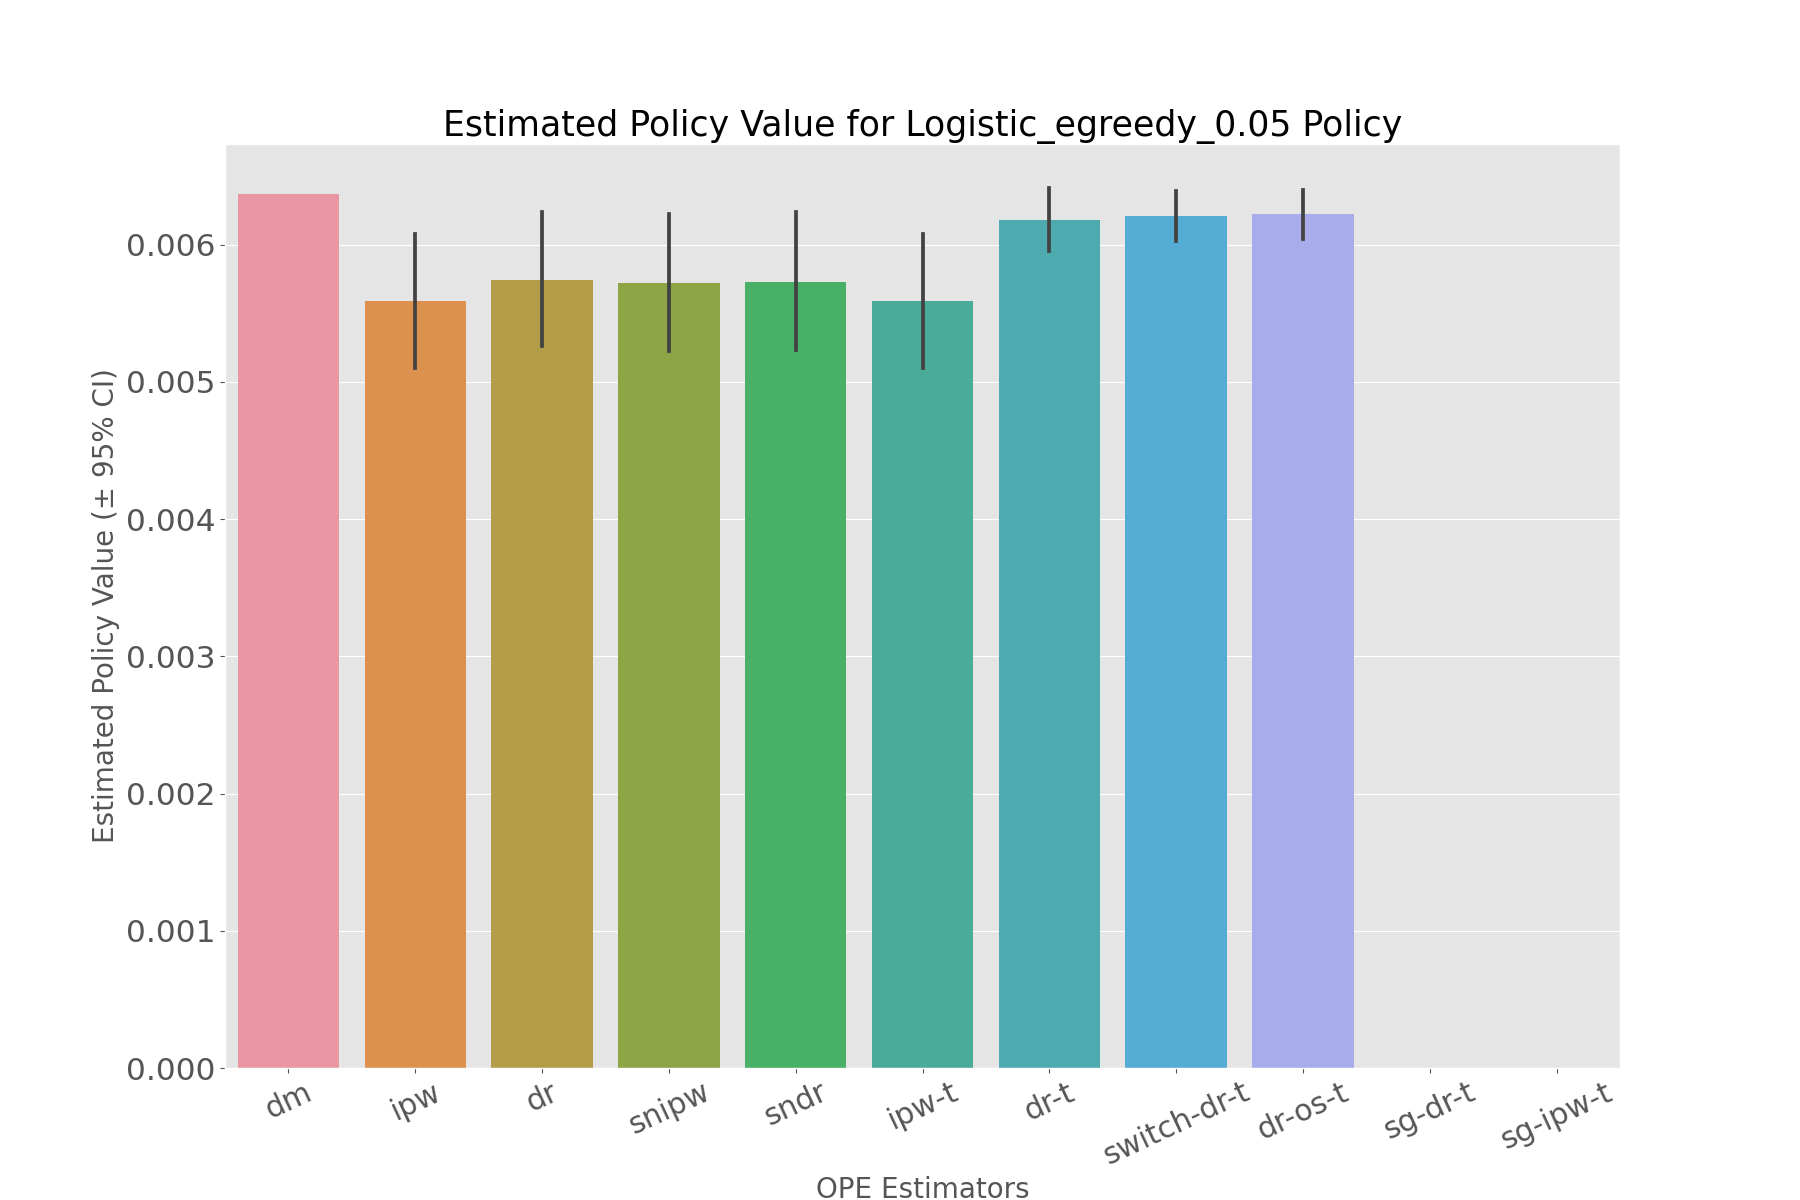 Estimated Policy Value for Logistic_egreedy_0.05 Policy
Estimated Policy Value (± 95% CI)
0.006
0.005
0.004
0.003
0.002
0.001
0.000
dm
ipw
dr
snipw
sndr
ipw-t
dr-t
switch-dr-t
dr-os-t
sg-dr-t
sg-ipw-t
OPE Estimators